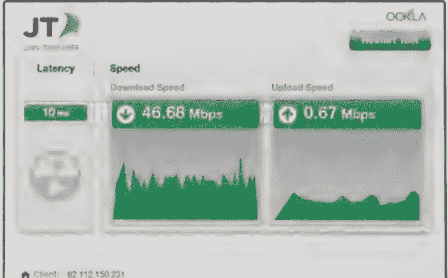 JT
OOKLA
Latency
Speed
Download Speed
Upload Speed
10 ms
46.68 Mbps
0.67 Mbps
Client: 82.112.150.231